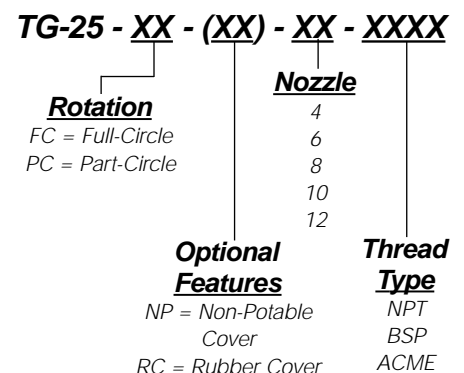 TG-25 - XX - (XX) - XX - XXXX
Rotation
FC = Full-Circle
PC = Part-Circle
Nozzle
4
6
8
10
12
Optional
Features
NP = Non-Potable
Cover
RC = Rubber Cover
Thread
Type
NPT
BSP
ACME